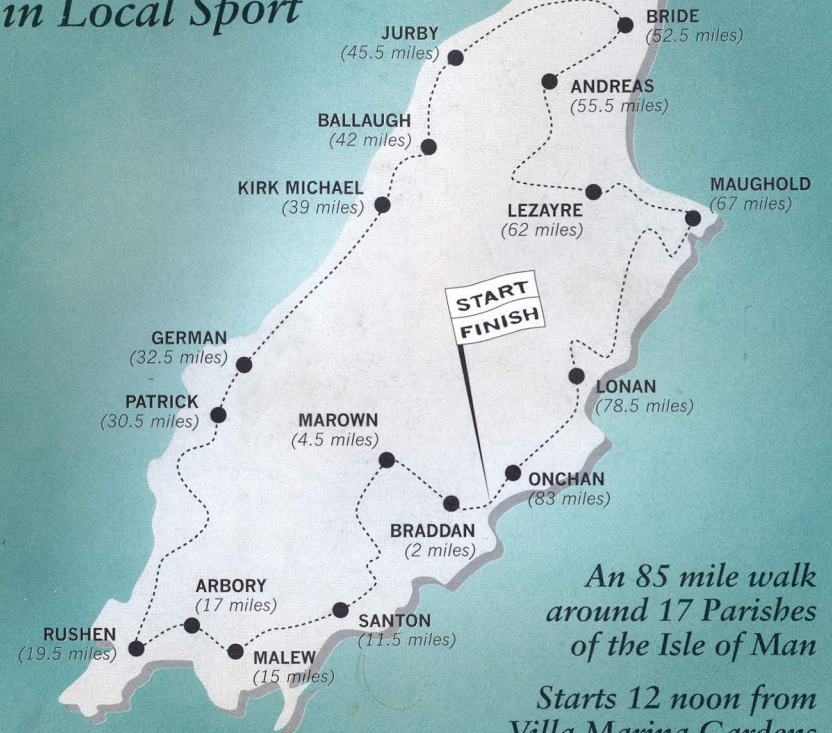 in Local Sport
BRIDE
(52.5 miles)
JURBY
(45.5 miles)
ANDREAS
(55.5 miles)
BALLAUGH
(42 miles)
KIRK MICHAEL
(39 miles)
MAUGHOLD
(67 miles)
LEZAYRE
(62 miles)
START
FINISH
GERMAN
(32.5 miles)
PATRICK
(30.5 miles)
LONAN
(78.5 miles)
MAROWN
(4.5 miles)
ONCHAN
(83 miles)
BRADDAN
(2 miles)
ARBORY
(17 miles)
SANTON
(11.5 miles)
RUSHEN
(19.5 miles)
MALEW
(15 miles)
An 85 mile walk
around 17 Parishes
of the Isle of Man
Starts 12 noon from
Villa Marina Gardens